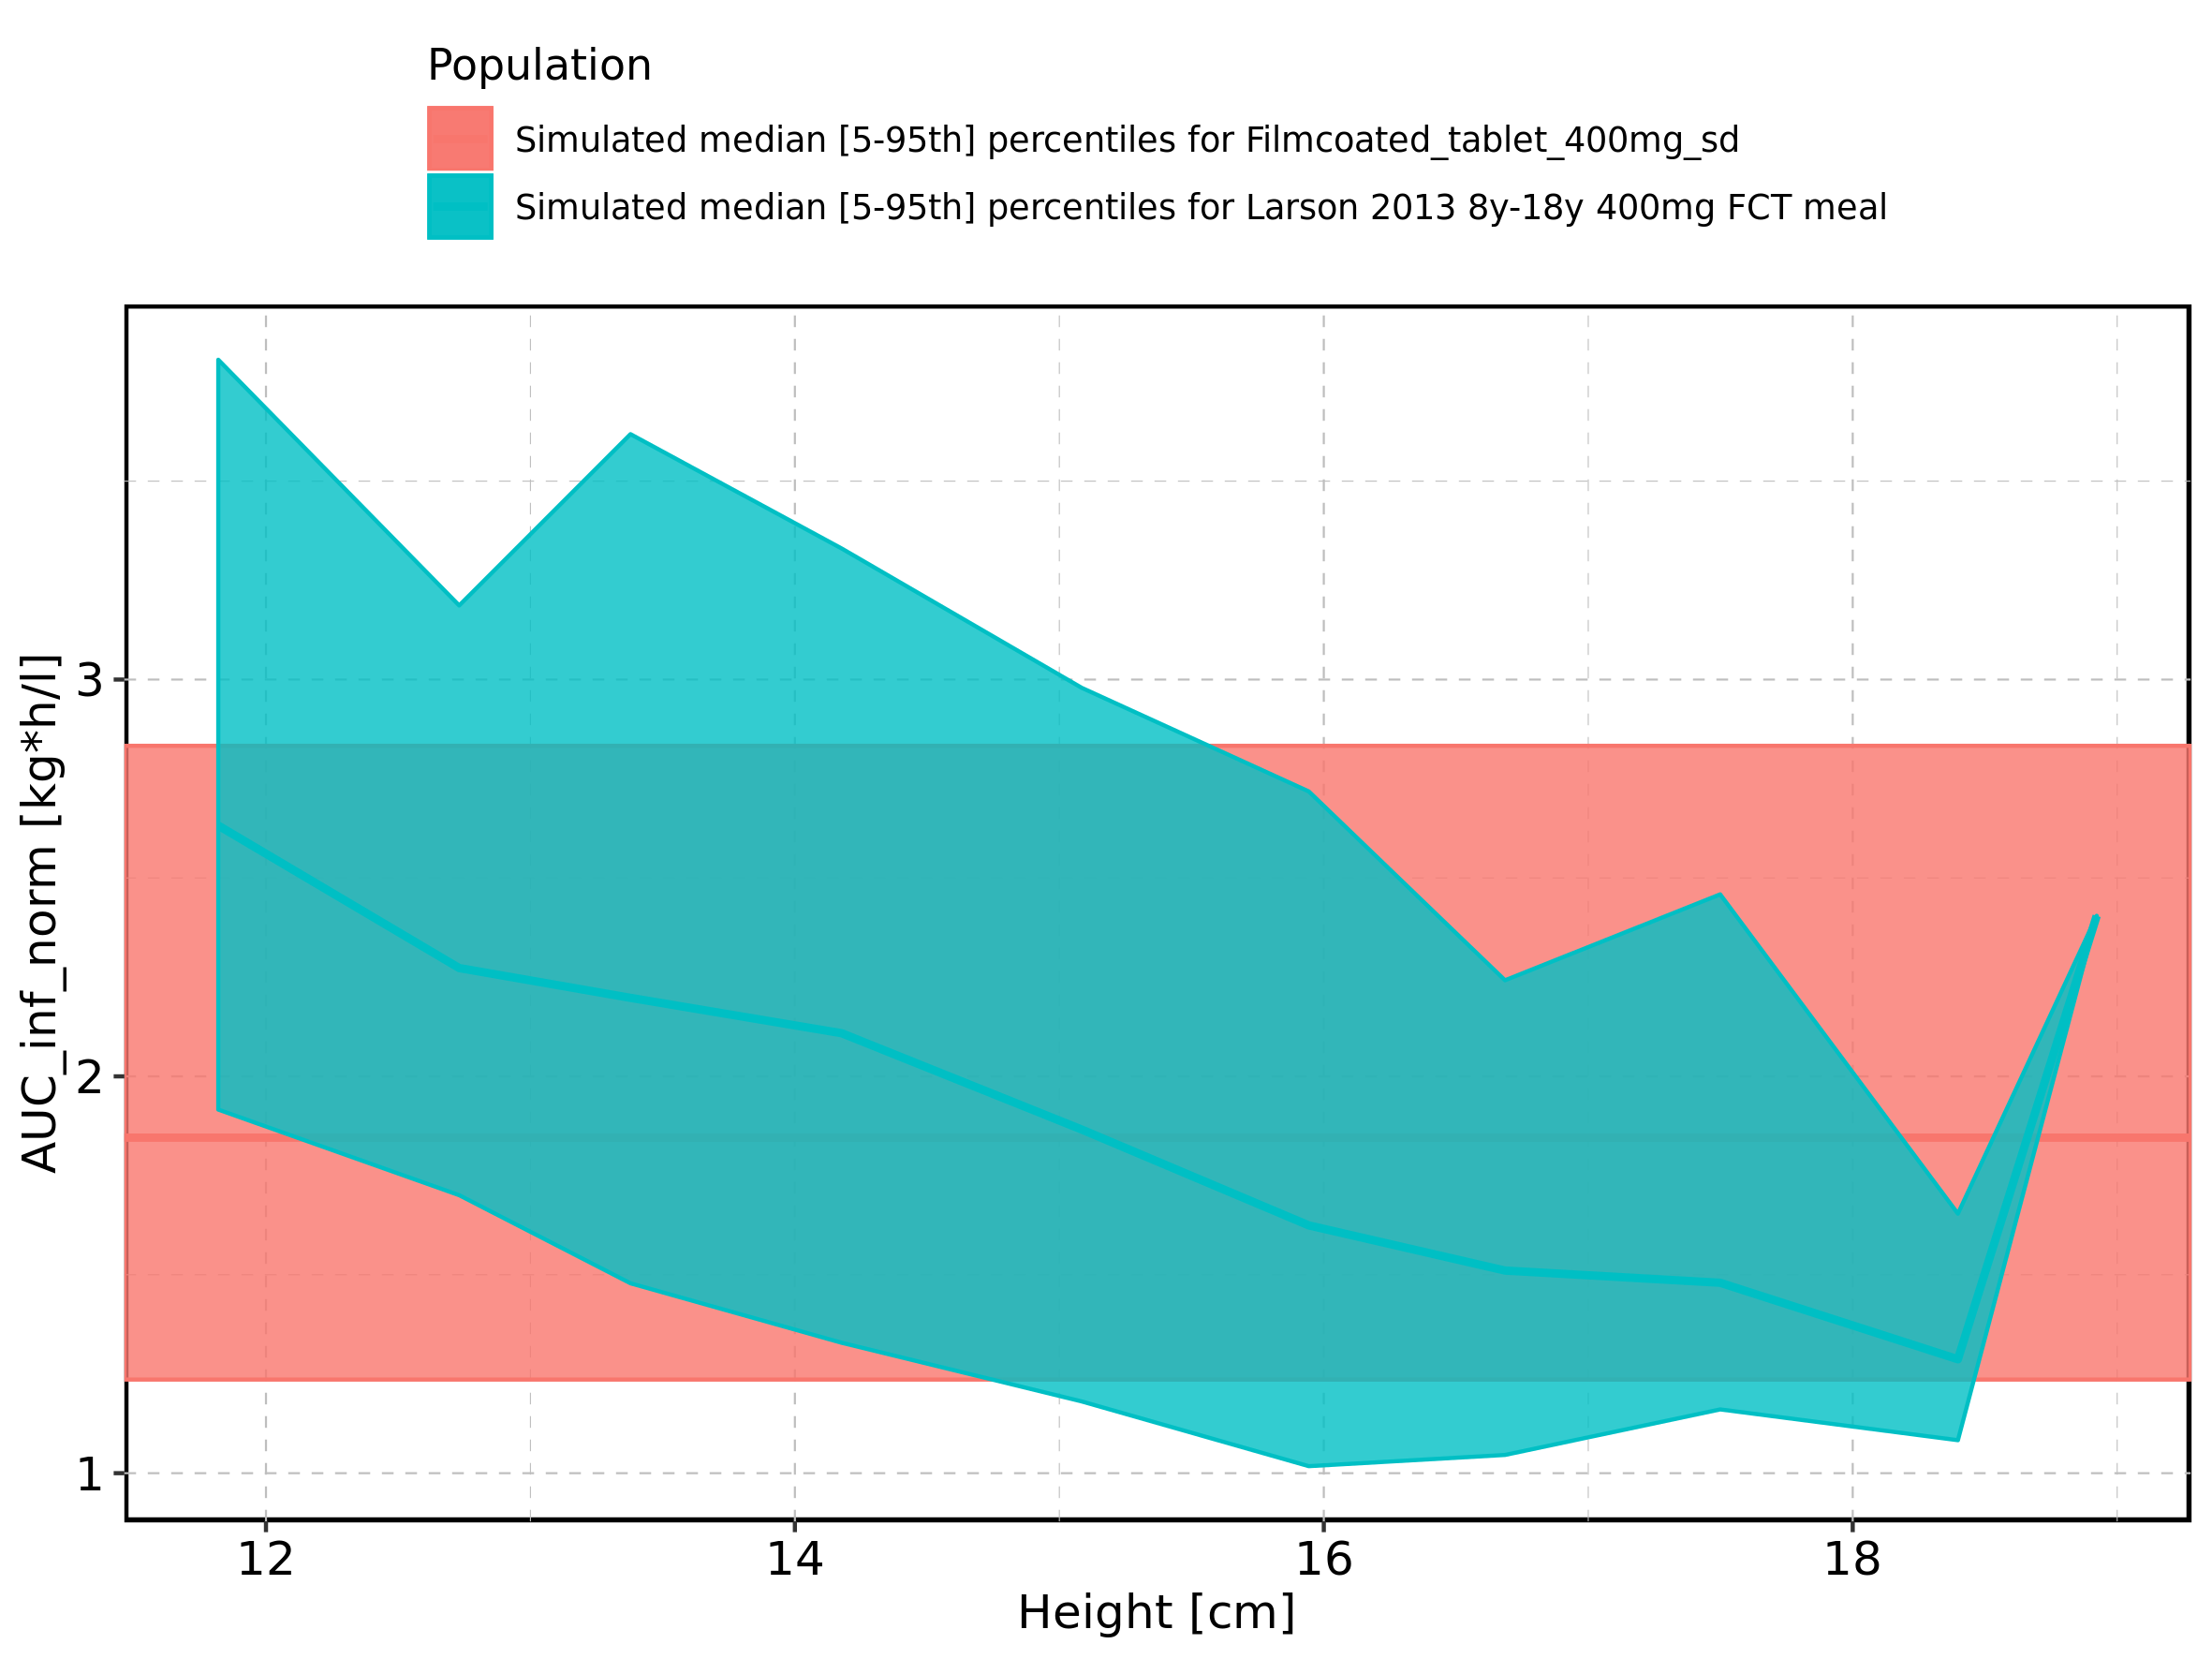 Population
Simulated median [5-95th] percentiles for Filmcoated_tablet_400mg_sd
Simulated median [5-95th] percentiles for Larson 2013 8y-18y 400mg FCT meal
AUC_inf_norm [kg*h/l]
3
2
1
12 14 16 18
Height [cm]